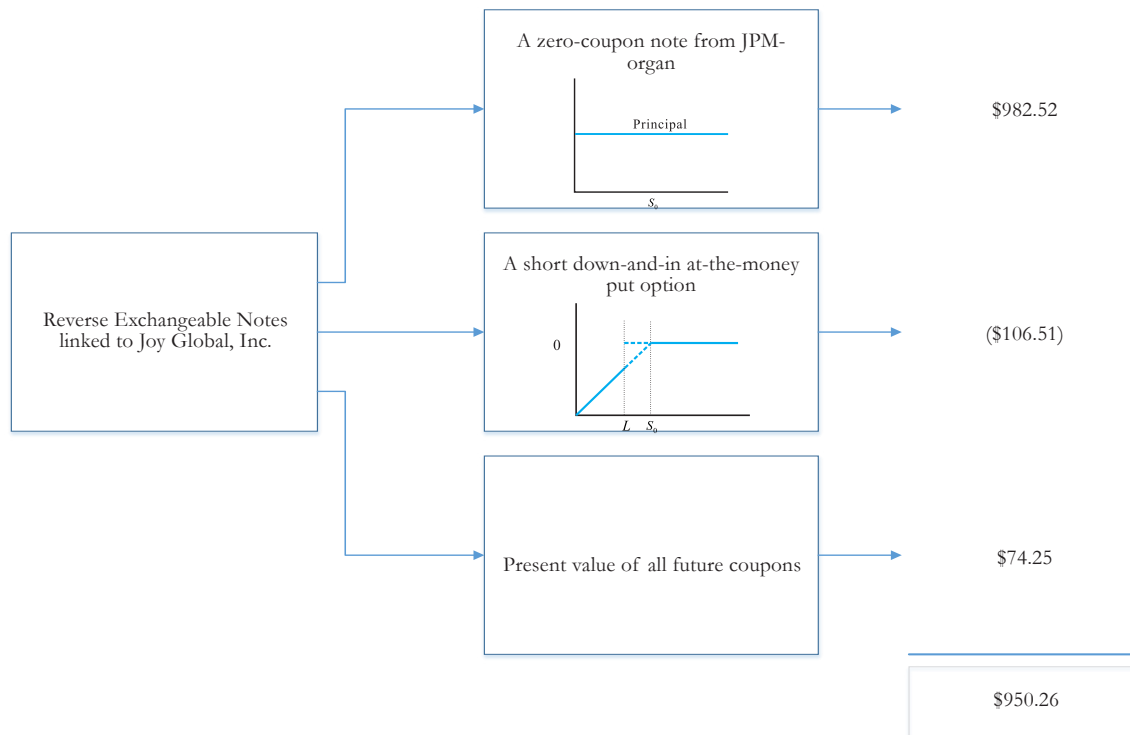 A zero-coupon note from JPM-
organ
Principal
S₀
$982.52
Reverse Exchangeable Notes
linked to Joy Global, Inc.
A short down-and-in at-the-money
put option
0
L S₀
($106.51)
Present value of all future coupons
$74.25
$950.26